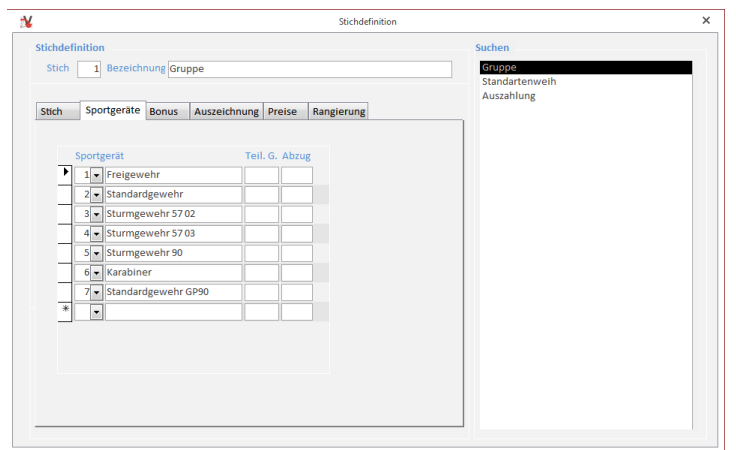 Stichdefinition
Stichdefinition
Stich 1 Bezeichnung Gruppe
Suchen
Gruppe
Standartenweih
Auszahlung
Stich Sportgeräte Bonus Auszeichnung Preise Rangierung
Sportgerät Teil. G. Abzug
1 Freigewehr
2 Standardgewehr
3 Sturmgewehr 57 02
4 Sturmgewehr 57 03
5 Sturmgewehr 90
6 Karabiner
7 Standardgewehr GP90
*